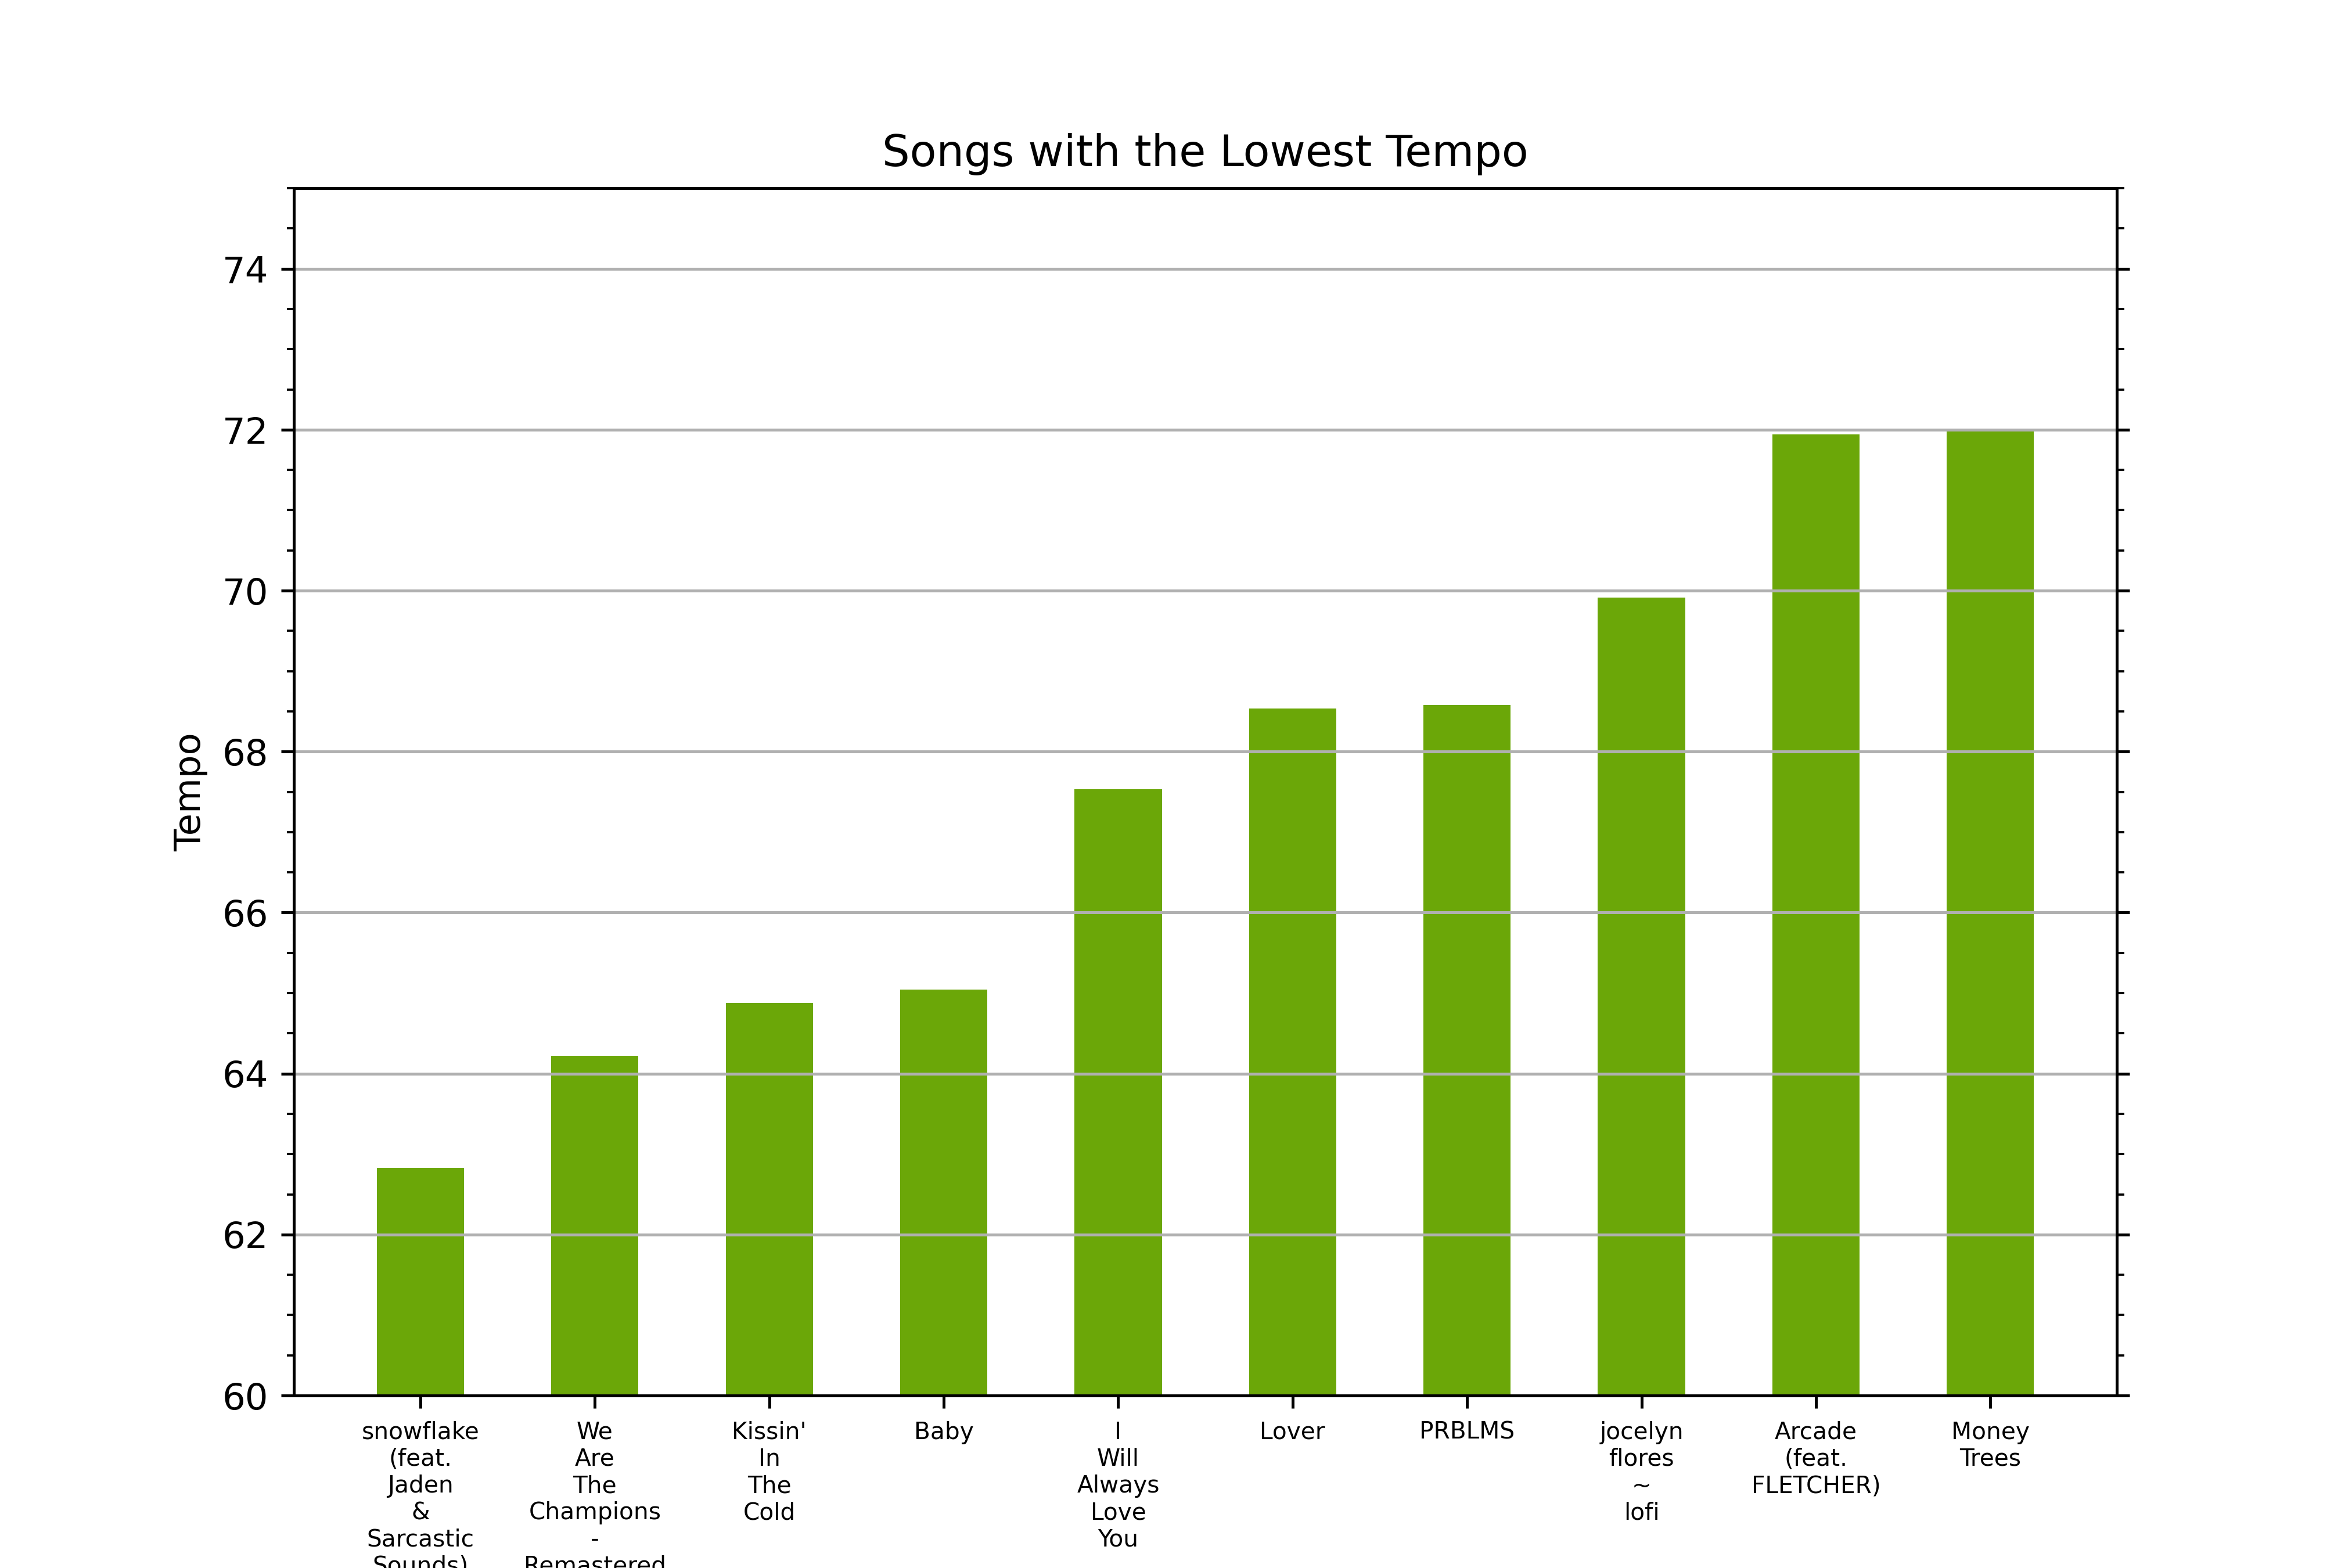 Songs with the Lowest Tempo
Tempo
74
72
70
68
66
64
62
60
snowflake
(feat.
Jaden
&
Sarcastic
Sounds)
We
Are
The
Champions
-
Remastered
Kissin'
In
The
Cold
Baby
I
Will
Always
Love
You
Lover
PRBLMS
jocelyn
flores
~
lofi
Arcade
(feat.
FLETCHER)
Money
Trees